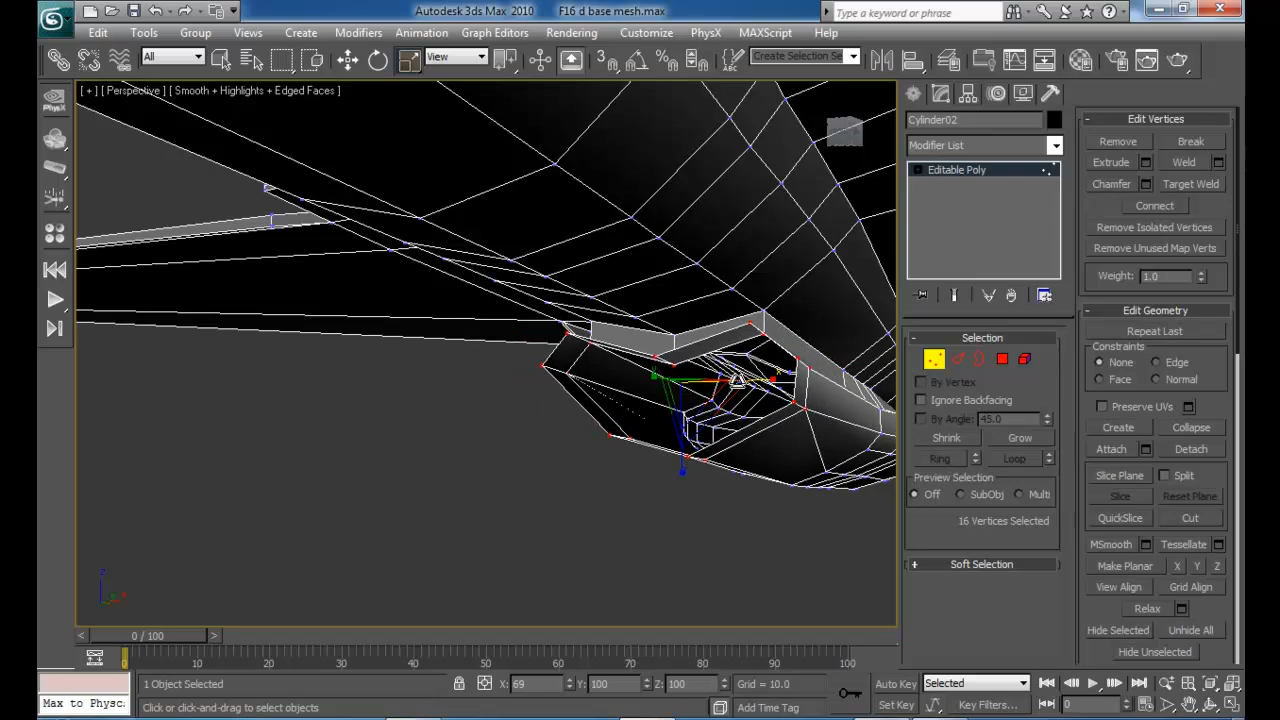 Autodesk 3ds Max 2010 F16 d base mesh.max
Type a keyword or phrase
Edit Tools Group Views Create Modifiers Animation Graph Editors Rendering Customize PhysX MAXScript Help
All View Create Selection Se
[ + ] [ Perspective ] [ Smooth + Highlights + Edged Faces ]
PhysX
Cylinder02
Modifier List
Editable Poly
Selection
By Vertex
Ignore Backfacing
By Angle: 45.0
Shrink Grow
Ring Loop
Preview Selection
Off SubObj Multi
16 Vertices Selected
Soft Selection
Edit Vertices
Remove Break
Extrude Weld
Chamfer Target Weld
Connect
Remove Isolated Vertices
Remove Unused Map Verts
Weight: 1.0
Edit Geometry
Repeat Last
Constraints
None Edge
Face Normal
Preserve UVs
Create Collapse
Attach Detach
Slice Plane Split
Slice Reset Plane
QuickSlice Cut
MSmooth Tessellate
Make Planar X Y Z
View Align Grid Align
Relax
Hide Selected Unhide All
Hide Unselected
0 / 100
0 10 20 30 40 50 60 70 80 90 100
1 Object Selected X: 69 Y: 100 Z: 100 Grid = 10.0 Auto Key Selected
Max to Physc. Click or click-and-drag to select objects Add Time Tag Set Key Key Filters... 0